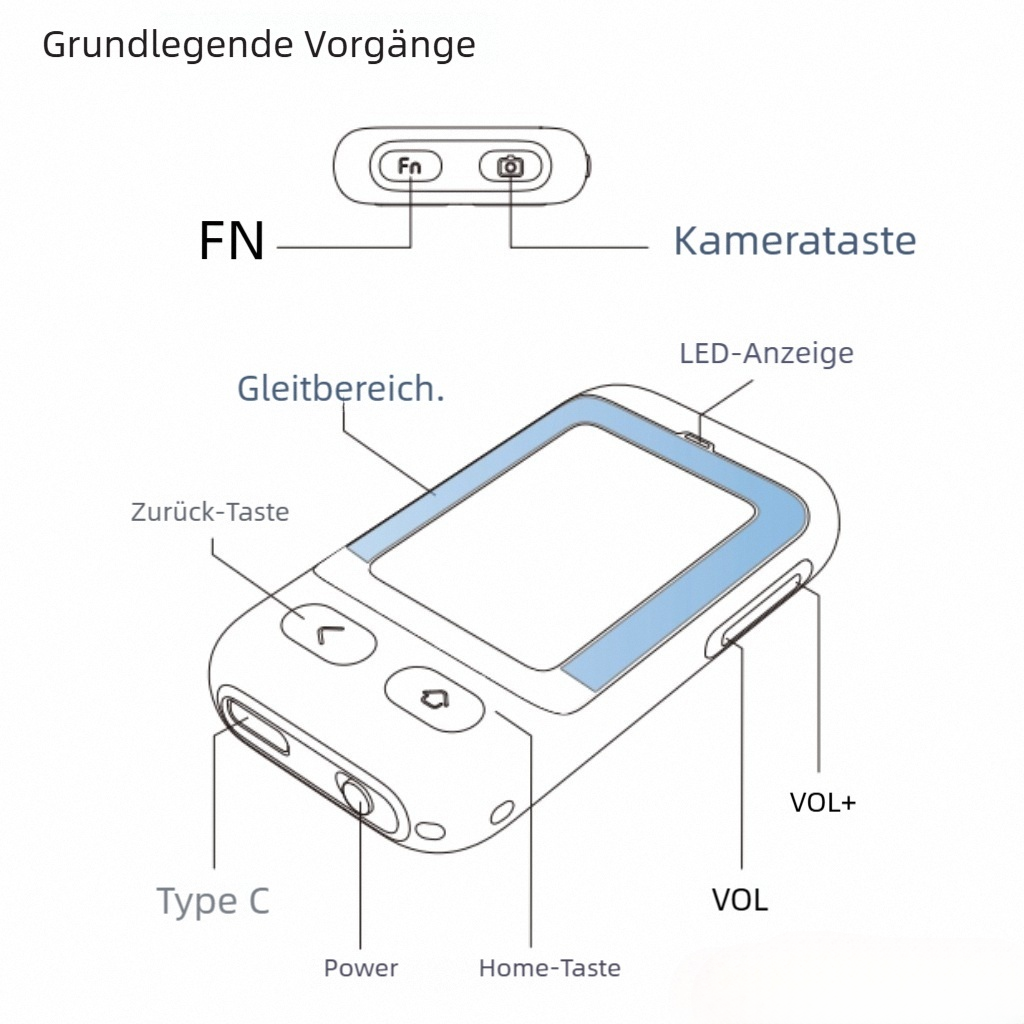 Grundlegende Vorgänge
Fn
FN
Kamerataste
LED-Anzeige
Gleitbereich.
Zurück-Taste
VOL+
Type C
VOL
Power
Home-Taste